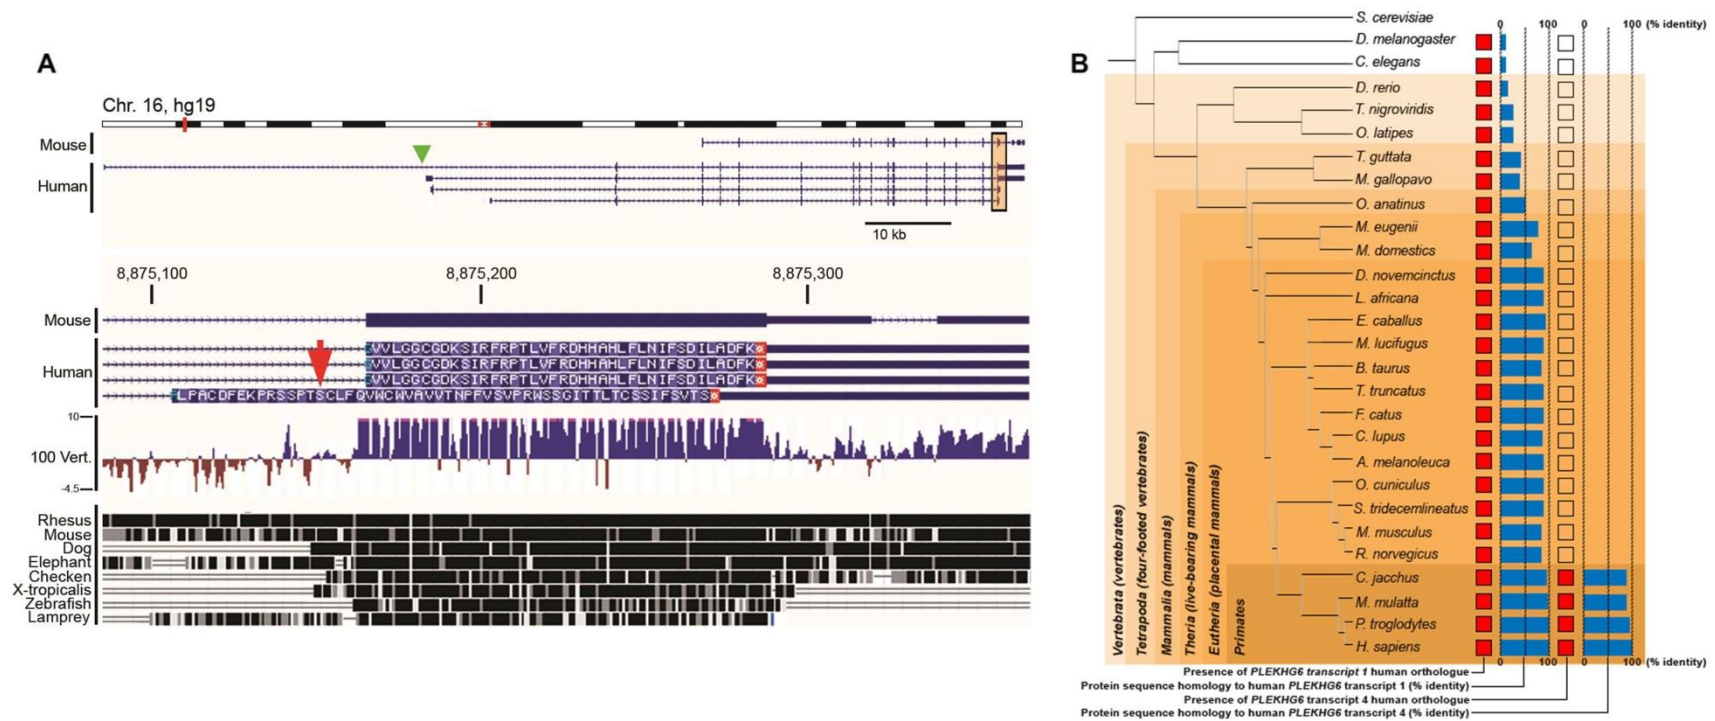 A
Chr. 16, hg19
Mouse
Human
10 kb
8,875,100 8,875,200 8,875,300
Mouse
Human
VVLGGCGDKSIRFRPTLVFRDHHAHLFLNIFSDILADFK
VVLGGCGDKSIRFRPTLVFRDHHAHLFLNIFSDILADFK
VVLGGCGDKSIRFRPTLVFRDHHAHLFLNIFSDILADFK
LPACDFEKPRSSPTSCLFQVWCWVAVVTNPFVSVPRWSSGITTLTCSSIFSVTS
10
100 Vert.
-4.5
Rhesus
Mouse
Dog
Elephant
Checken
X-tropicalis
Zebrafish
Lamprey
B
0 100 0 100 (% identity)
S. cerevisiae
D. melanogaster
C. elegans
D. rerio
T. nigroviridis
O. latipes
T. guttata
M. gallopavo
O. anatinus
M. eugenii
M. domestics
D. novemcinctus
L. africana
E. caballus
M. lucifugus
B. taurus
T. truncatus
F. catus
C. lupus
A. melanoleuca
O. cuniculus
S. tridecemlineatus
M. musculus
R. norvegicus
C. jacchus
M. mulatta
P. troglodytes
H. sapiens
Vertebrata (vertebrates)
Tetrapoda (four-footed vertebrates)
Mammalia (mammals)
Theria (live-bearing mammals)
Eutheria (placental mammals)
Primates
0 100 0 100 (% identity)
Presence of PLEKHG6 transcript 1 human orthologue
Protein sequence homology to human PLEKHG6 transcript 1 (% identity)
Presence of PLEKHG6 transcript 4 human orthologue
Protein sequence homology to human PLEKHG6 transcript 4 (% identity)